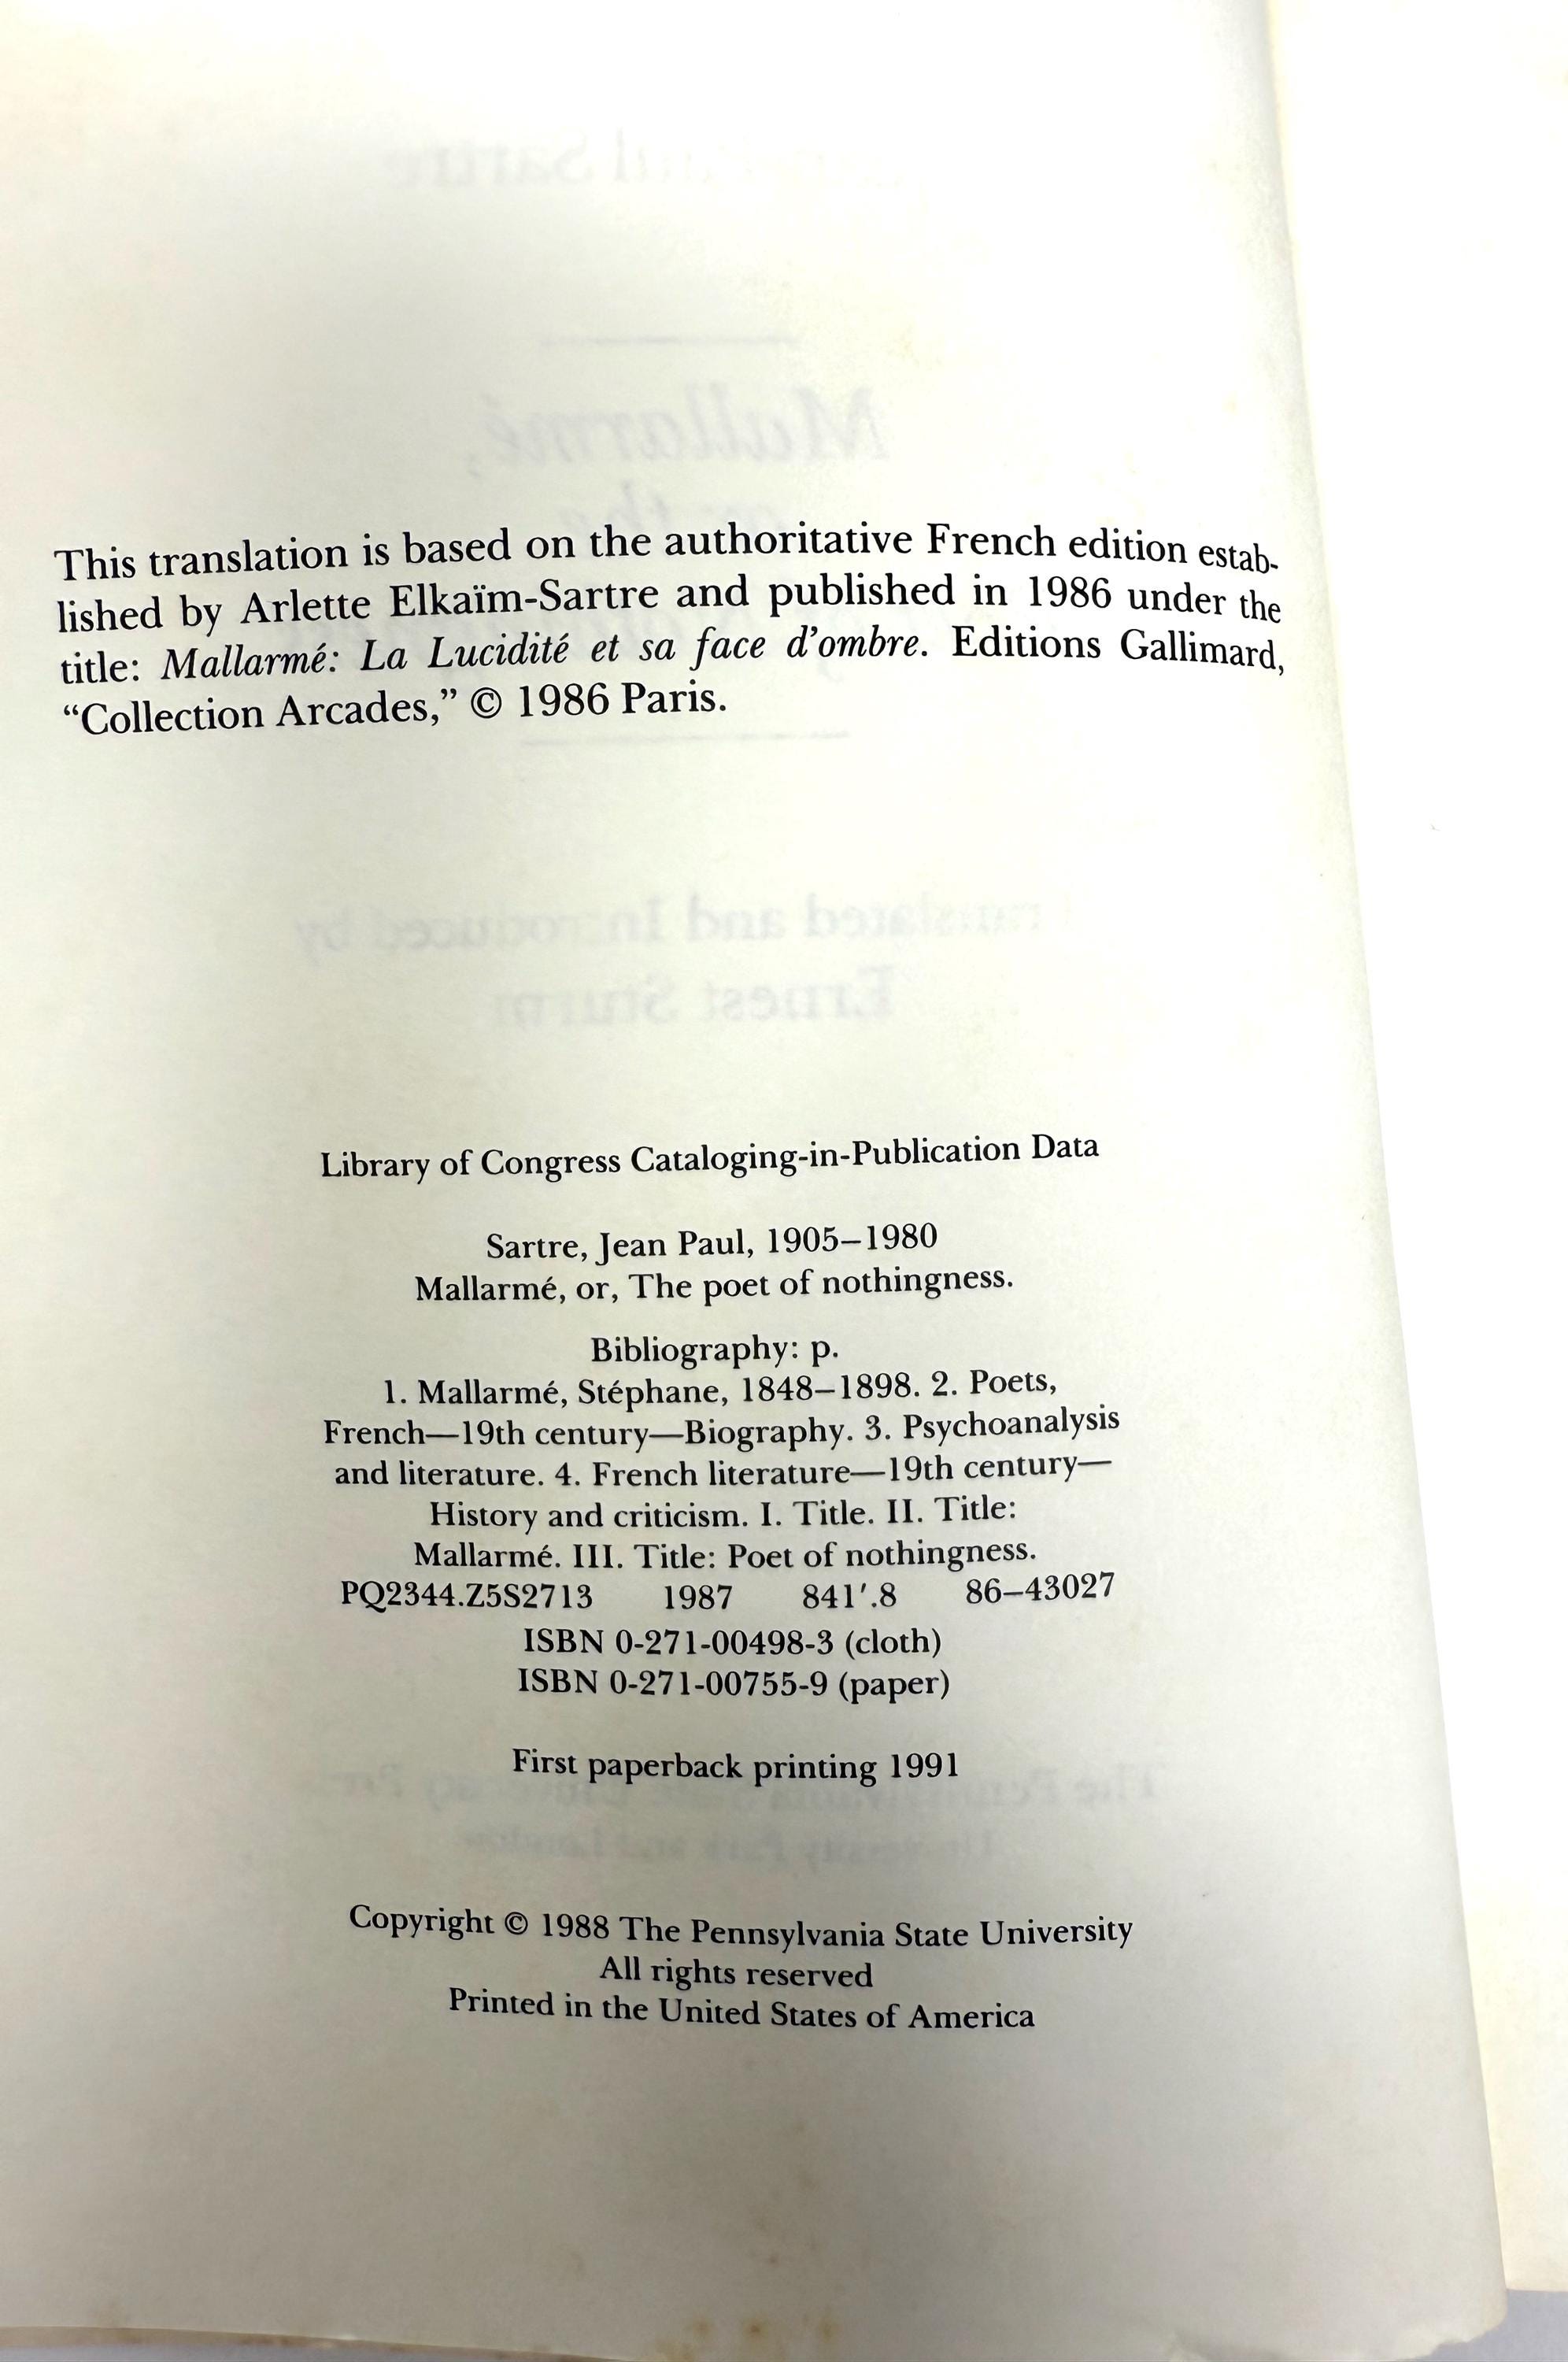 This translation is based on the authoritative French edition estab-
lished by Arlette Elkaïm-Sartre and published in 1986 under the
title: Mallarmé: La Lucidité et sa face d'ombre. Editions Gallimard,
“Collection Arcades,” © 1986 Paris.
Library of Congress Cataloging-in-Publication Data
Sartre, Jean Paul, 1905–1980
Mallarmé, or, The poet of nothingness.
Bibliography: p.
1. Mallarmé, Stéphane, 1848–1898. 2. Poets,
French—19th century—Biography. 3. Psychoanalysis
and literature. 4. French literature—19th century—
History and criticism. I. Title. II. Title:
Mallarmé. III. Title: Poet of nothingness.
PQ2344.Z5S2713 1987 841′.8 86–43027
ISBN 0-271-00498-3 (cloth)
ISBN 0-271-00755-9 (paper)
First paperback printing 1991
Copyright © 1988 The Pennsylvania State University
All rights reserved
Printed in the United States of America